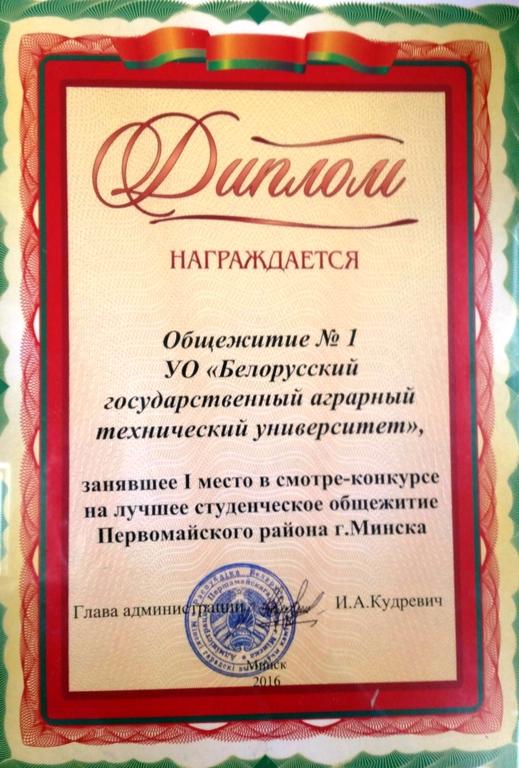 Диплом
НАГРАЖДАЕТСЯ
Общежитие № 1
УО «Белорусский
государственный аграрный
технический университет»,
занявшее I место в смотре-конкурсе
на лучшее студенческое общежитие
Первомайского района г.Минска
Глава администрации И.А.Кудревич
Минск
2016